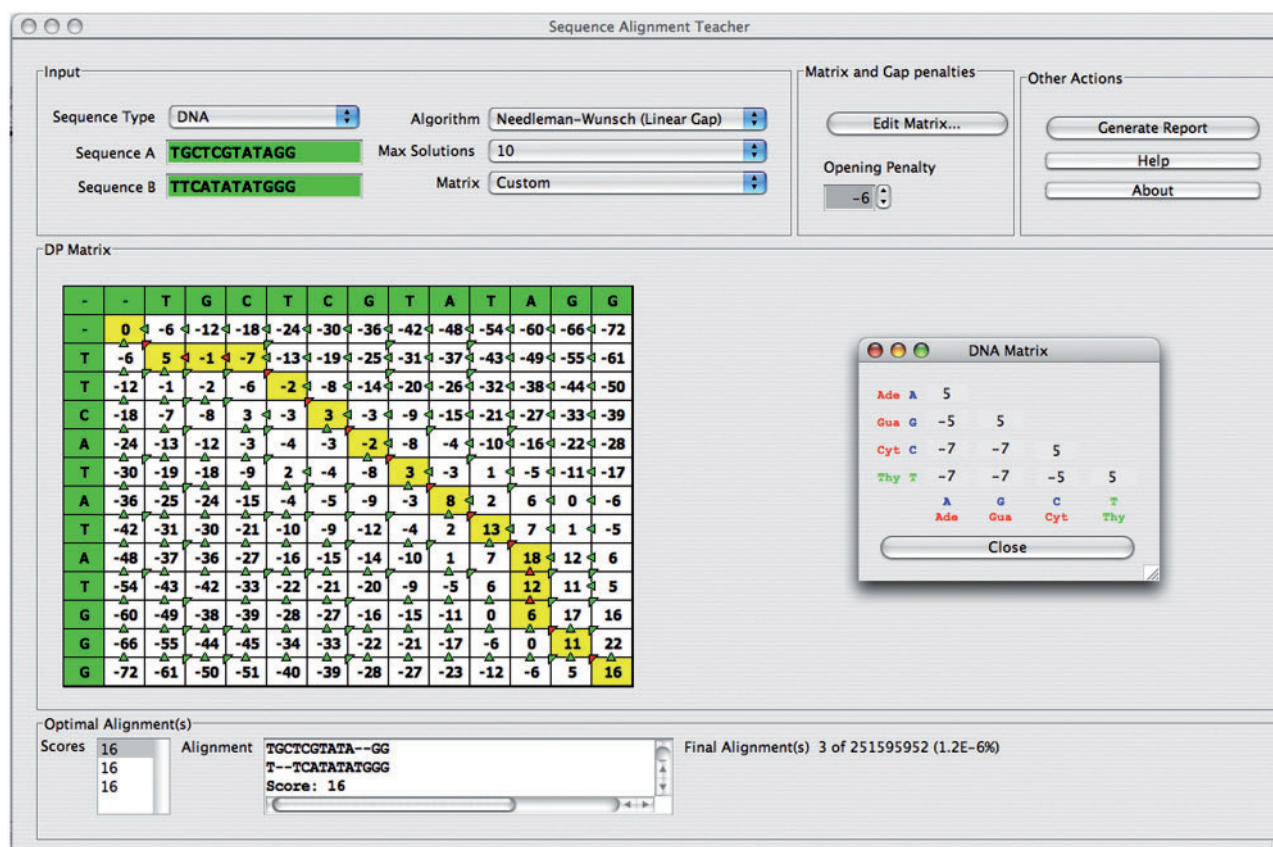 Sequence Alignment Teacher
Input
Sequence Type DNA
Sequence A TGCTCGTATAGG
Sequence B TTCATATATGGG
Algorithm Needleman-Wunsch (Linear Gap)
Max Solutions 10
Matrix Custom
Matrix and Gap penalties
Edit Matrix...
Opening Penalty
-6
Other Actions
Generate Report
Help
About
DP Matrix
- - T G C T C G T A T A G G
- 0 -6 -12 -18 -24 -30 -36 -42 -48 -54 -60 -66 -72
T -6 5 -1 -7 -13 -19 -25 -31 -37 -43 -49 -55 -61
T -12 -1 -2 -6 -2 -8 -14 -20 -26 -32 -38 -44 -50
C -18 -7 -8 3 -3 3 -3 -9 -15 -21 -27 -33 -39
A -24 -13 -12 -3 -4 -3 -2 -8 -4 -10 -16 -22 -28
T -30 -19 -18 -9 2 -4 -8 3 -3 1 -5 -11 -17
A -36 -25 -24 -15 -4 -5 -9 -3 8 2 6 0 -6
T -42 -31 -30 -21 -10 -9 -12 -4 2 13 7 1 -5
A -48 -37 -36 -27 -16 -15 -14 -10 1 7 18 12 6
T -54 -43 -42 -33 -22 -21 -20 -9 -5 6 12 11 5
G -60 -49 -38 -39 -28 -27 -16 -15 -11 0 6 17 16
G -66 -55 -44 -45 -34 -33 -22 -21 -17 -6 0 11 22
G -72 -61 -50 -51 -40 -39 -28 -27 -23 -12 -6 5 16
DNA Matrix
Ade A 5
Gua G -5 5
Cyt C -7 -7 5
Thy T -7 -7 -5 5
A G C T
Ade Gua Cyt Thy
Close
Optimal Alignment(s)
Scores 16
16
16
Alignment TGCTCGTATA--GG
T--TCATATATGGG
Score: 16
Final Alignment(s) 3 of 251595952 (1.2E-6%)